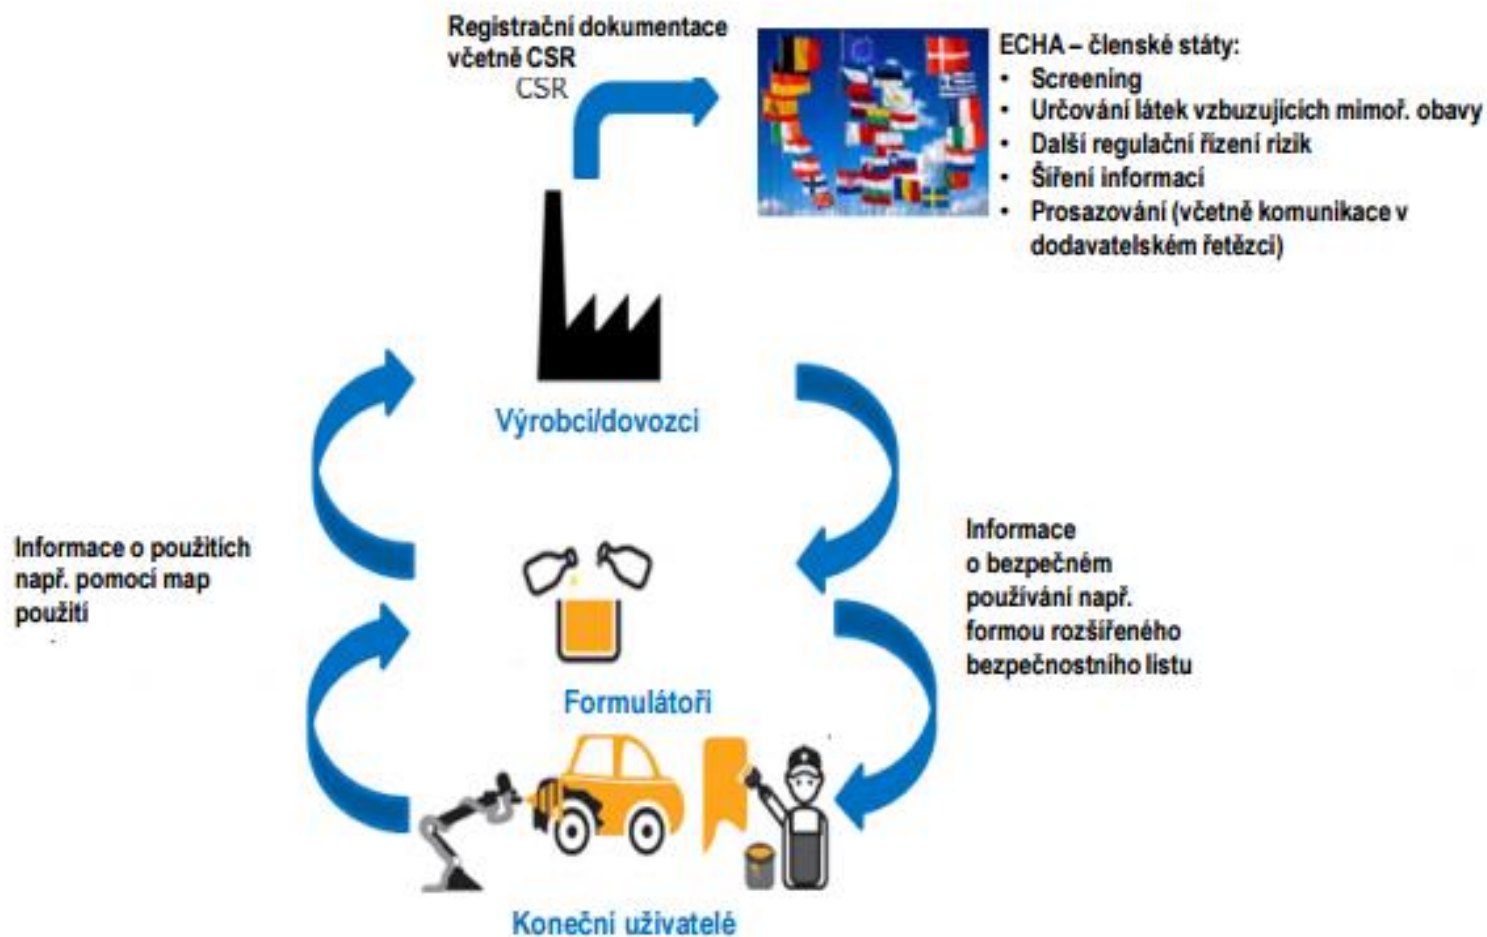 Registrační dokumentace
včetně CSR
CSR
ECHA – členské státy:
• Screening
• Určování látek vzbuzujících mimoř. obavy
• Další regulační řízení rizik
• Šíření informací
• Prosazování (včetně komunikace v
dodavatelském řetězci)
Výrobci/dovozci
Informace o použitích
např. pomocí map
použití
Informace
o bezpečném
používání např.
formou rozšířeného
bezpečnostního listu
Formulátoři
Koneční uživatelé